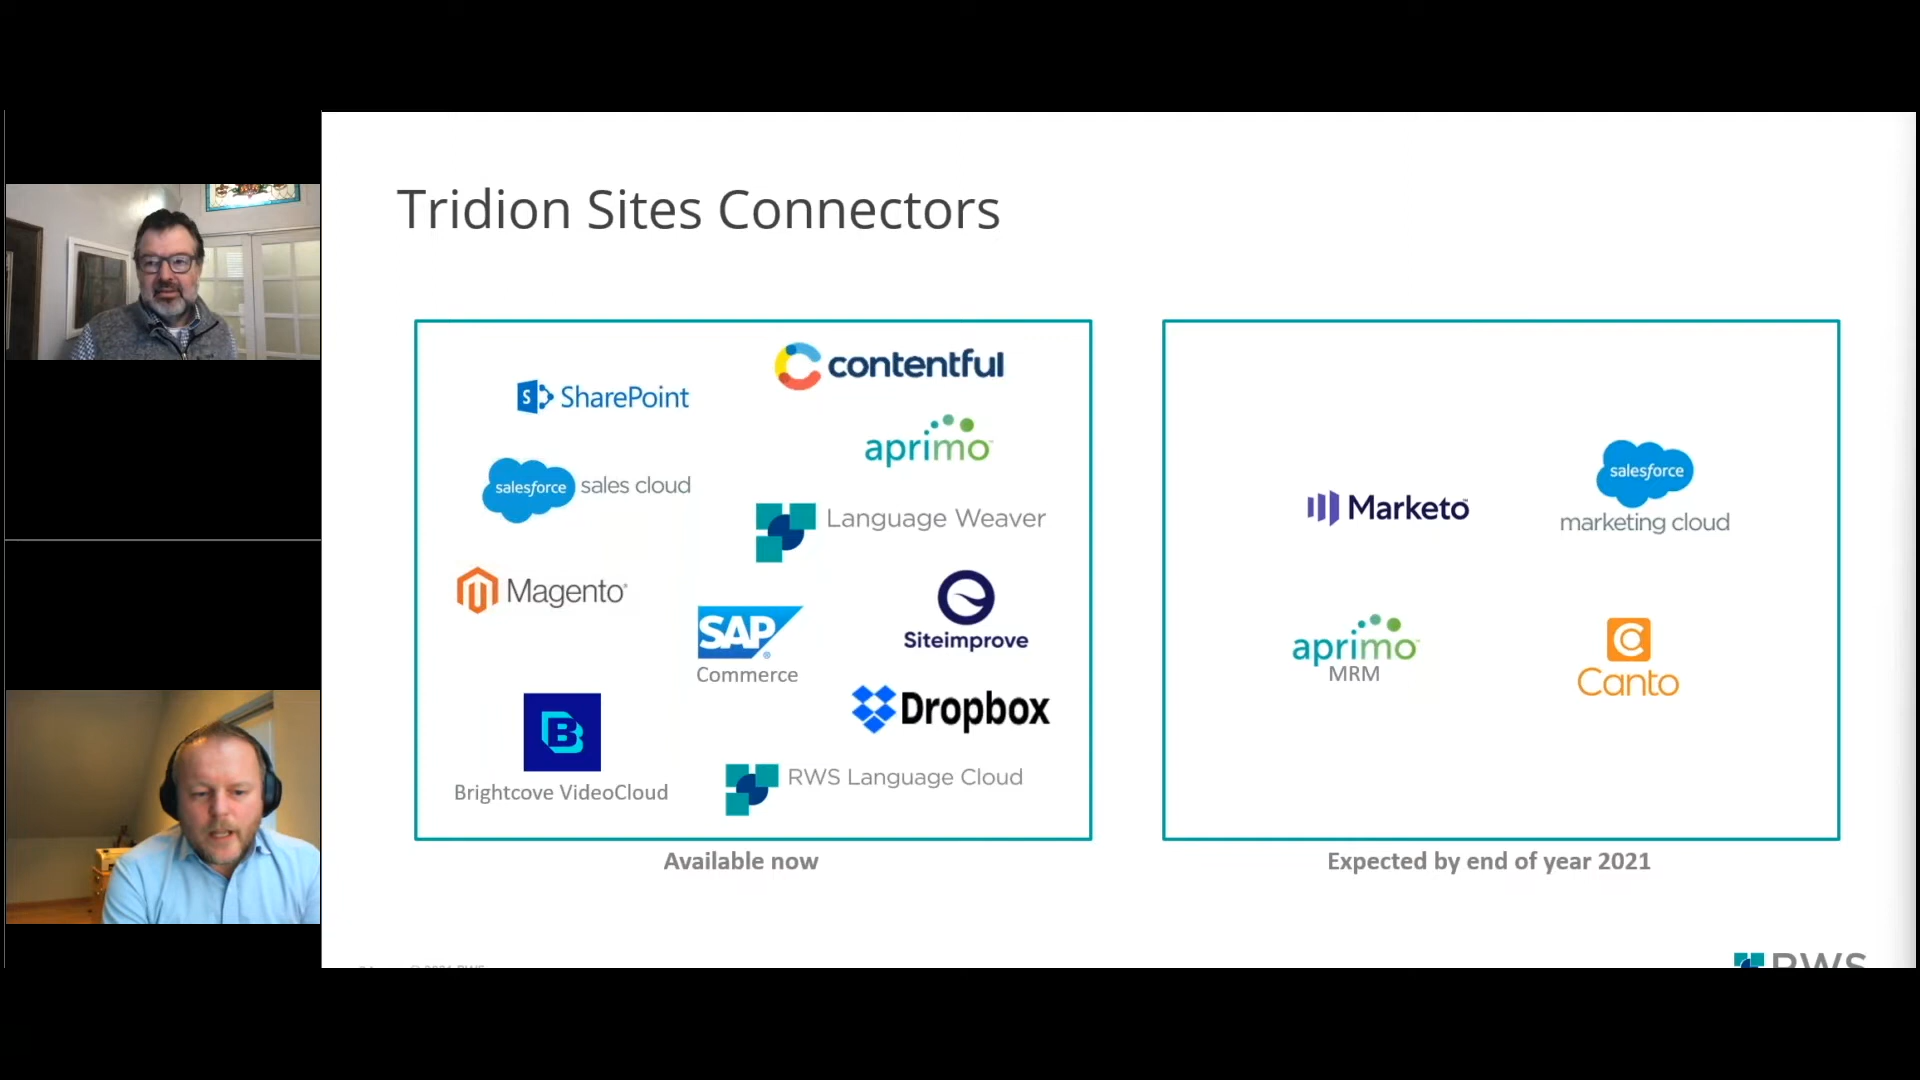 Tridion Sites Connectors
contentful
S SharePoint
aprimo
salesforce sales cloud
Language Weaver
Magento
SAP
Commerce
Siteimprove
Dropbox
B
Brightcove VideoCloud
RWS Language Cloud
Available now
Marketo
salesforce
marketing cloud
aprimo
MRM
Canto
Expected by end of year 2021
RWS